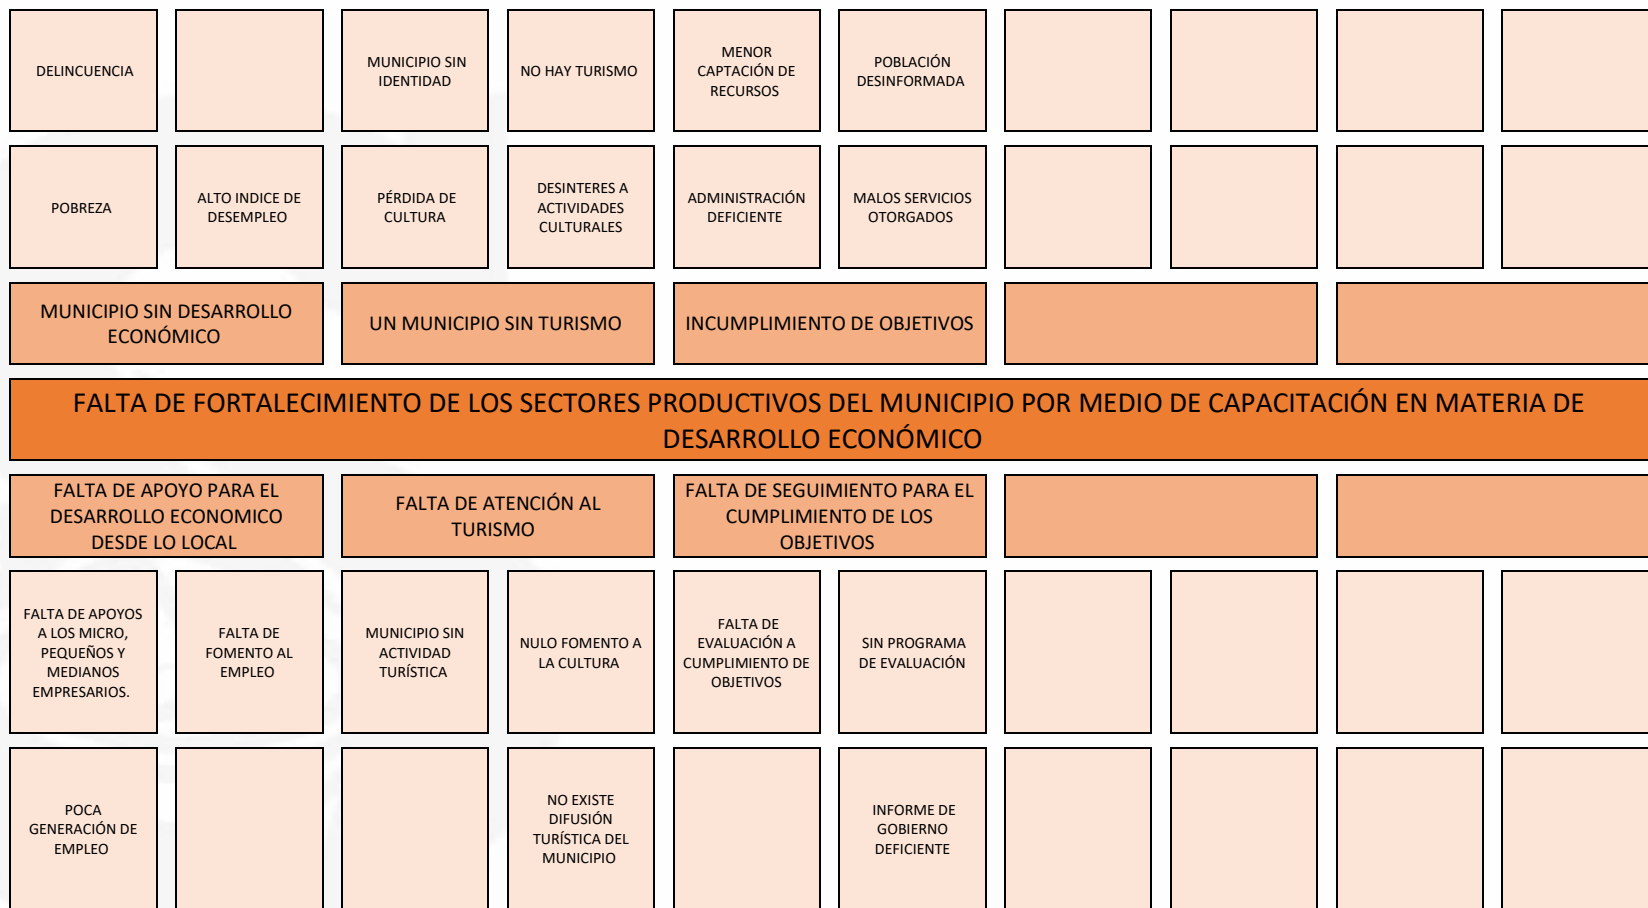 DELINCUENCIA
MUNICIPIO SIN
IDENTIDAD
NO HAY TURISMO
MENOR
CAPTACIÓN DE
RECURSOS
POBLACIÓN
DESINFORMADA
POBREZA
ALTO INDICE DE
DESEMPLEO
PÉRDIDA DE
CULTURA
DESINTERES A
ACTIVIDADES
CULTURALES
ADMINISTRACIÓN
DEFICIENTE
MALOS SERVICIOS
OTORGADOS
MUNICIPIO SIN DESARROLLO
ECONÓMICO
UN MUNICIPIO SIN TURISMO
INCUMPLIMIENTO DE OBJETIVOS
FALTA DE FORTALECIMIENTO DE LOS SECTORES PRODUCTIVOS DEL MUNICIPIO POR MEDIO DE CAPACITACIÓN EN MATERIA DE
DESARROLLO ECONÓMICO
FALTA DE APOYO PARA EL
DESARROLLO ECONOMICO
DESDE LO LOCAL
FALTA DE ATENCIÓN AL
TURISMO
FALTA DE SEGUIMIENTO PARA EL
CUMPLIMIENTO DE LOS
OBJETIVOS
FALTA DE APOYOS
A LOS MICRO,
PEQUEÑOS Y
MEDIANOS
EMPRESARIOS.
FALTA DE
FOMENTO AL
EMPLEO
MUNICIPIO SIN
ACTIVIDAD
TURÍSTICA
NULO FOMENTO A
LA CULTURA
FALTA DE
EVALUACIÓN A
CUMPLIMIENTO DE
OBJETIVOS
SIN PROGRAMA
DE EVALUACIÓN
POCA
GENERACIÓN DE
EMPLEO
NO EXISTE
DIFUSIÓN
TURÍSTICA DEL
MUNICIPIO
INFORME DE
GOBIERNO
DEFICIENTE